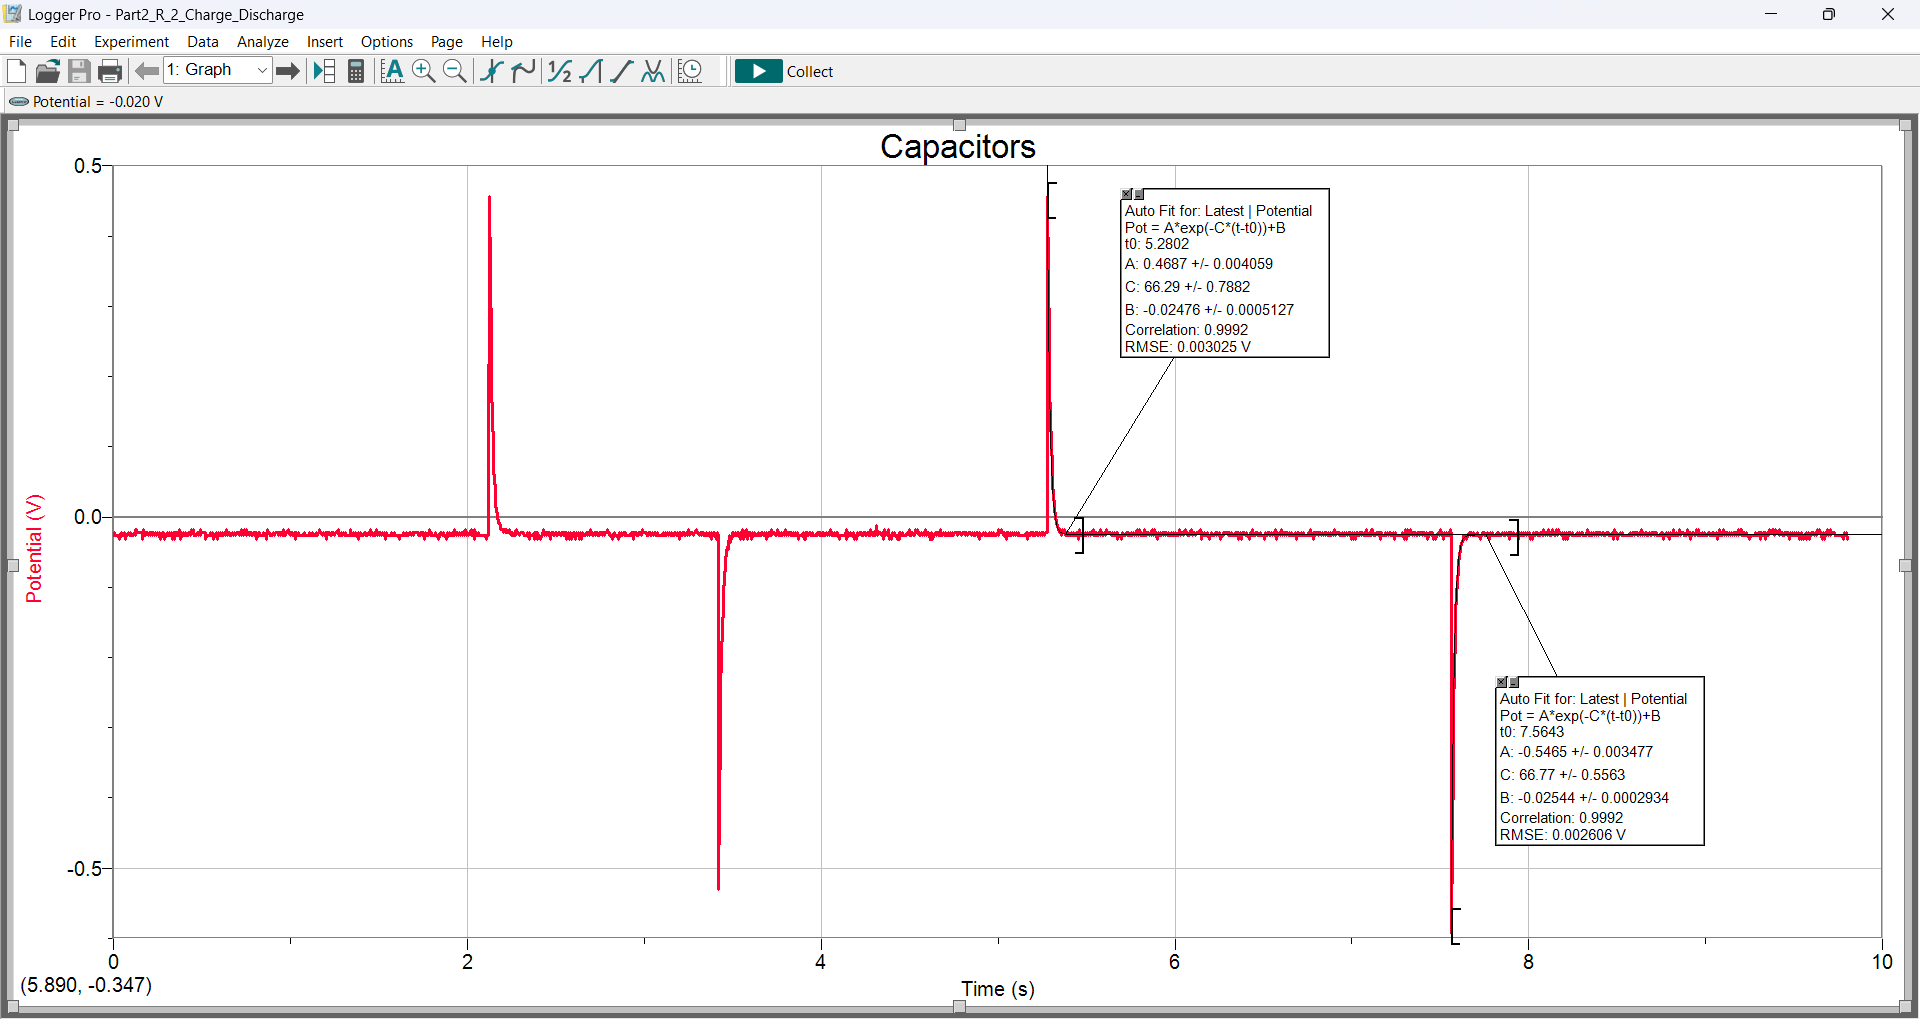 Logger Pro - Part2_R_2_Charge_Discharge
File Edit Experiment Data Analyze Insert Options Page Help
1: Graph
Collect
Potential = -0.020 V
Capacitors
0.5
0.0
-0.5
Potential (V)
Auto Fit for: Latest | Potential
Pot = A*exp(-C*(t-t0))+B
t0: 5.2802
A: 0.4687 +/- 0.004059
C: 66.29 +/- 0.7882
B: -0.02476 +/- 0.0005127
Correlation: 0.9992
RMSE: 0.003025 V
Auto Fit for: Latest | Potential
Pot = A*exp(-C*(t-t0))+B
t0: 7.5643
A: -0.5465 +/- 0.003477
C: 66.77 +/- 0.5563
B: -0.02544 +/- 0.0002934
Correlation: 0.9992
RMSE: 0.002606 V
0 2 4 6 8 10
(5.890, -0.347)
Time (s)